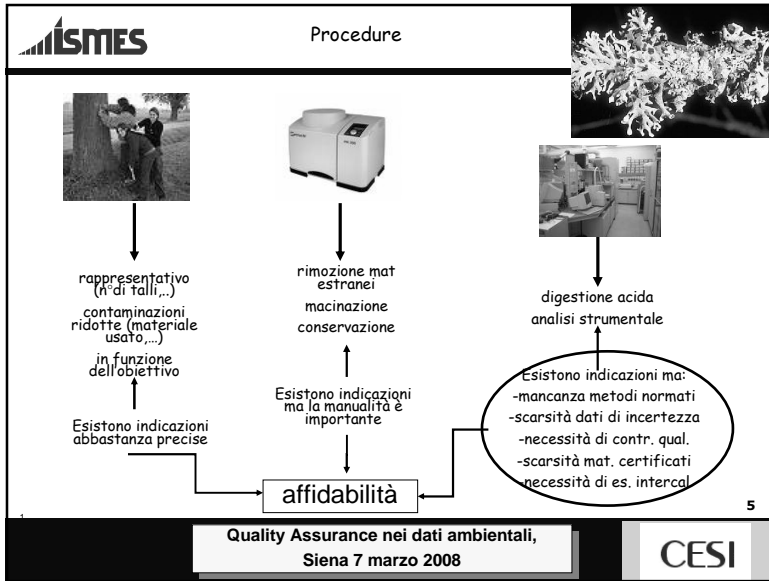 ISMES
Procedure
rappresentativo
(n°di talli,..)
contaminazioni
ridotte (materiale
usato,…)
in funzione
dell'obiettivo
Esistono indicazioni
abbastanza precise
rimozione mat
estranei
macinazione
conservazione
Esistono indicazioni
ma la manualità è
importante
digestione acida
analisi strumentale
Esistono indicazioni ma:
-mancanza metodi normati
-scarsità dati di incertezza
-necessità di contr. qual.
-scarsità mat. certificati
-necessità di es. intercal
affidabilità
5
1
Quality Assurance nei dati ambientali,
Siena 7 marzo 2008
CESI